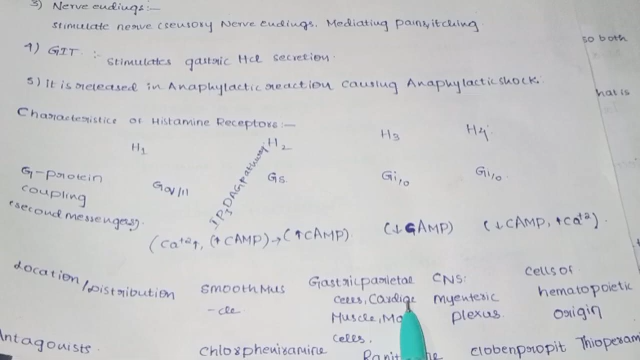 3) Nerve endings:-
Stimulate nerve (sensory Nerve endings. Mediating pain, itching.
so both
4) GIT :- Stimulates gastric Hcl secretion.
5) It is released in Anaphylactic reaction causing Anaphylactic shock.
hat is
Characteristics of Histamine Receptors:-
H1 H2 H3 H4
G-protein coupling (second messengers).
Gq/11 Gs Gi/o Gi/o
IP3 DAG pathway
(Ca+2↑, (↑CAMP) → (↑CAMP) (↓CAMP) (↓CAMP, ↑Ca+2).
Location/Distribution
Smooth Mus
-cle
Gastric parietal
cells, Cardiac
Muscle,
cells.
CNS:
myenteric
plexus.
cells of
hematopoietic
origin
Antagonists. chlorpheniramine clobenpropit Thioperam